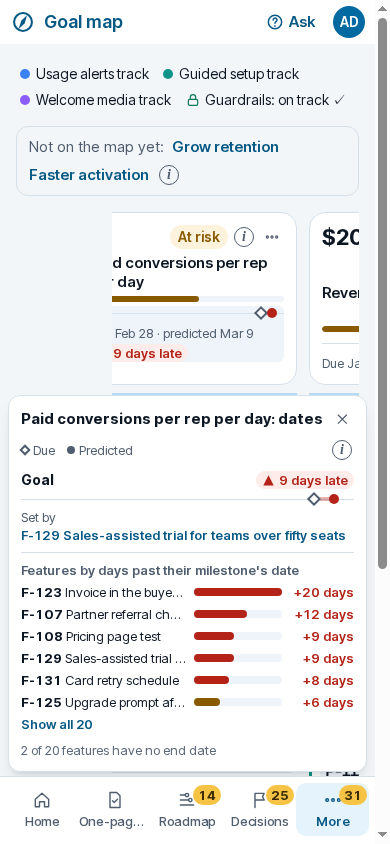 Goal map
Ask
AD
Usage alerts track
Guided setup track
Welcome media track
Guardrails: on track ✓
Not on the map yet: Grow retention
Faster activation
At risk
d conversions per rep
day
Feb 28 · predicted Mar 9
9 days late
$20
Due
Paid conversions per rep per day: dates
Due
Predicted
Goal
▲ 9 days late
Set by
F-129 Sales-assisted trial for teams over fifty seats
Features by days past their milestone's date
F-123 Invoice in the buye… +20 days
F-107 Partner referral ch… +12 days
F-108 Pricing page test +9 days
F-129 Sales-assisted trial … +9 days
F-131 Card retry schedule +8 days
F-125 Upgrade prompt af… +6 days
Show all 20
2 of 20 features have no end date
14
25
31
Home
One-pag…
Roadmap
Decisions
More